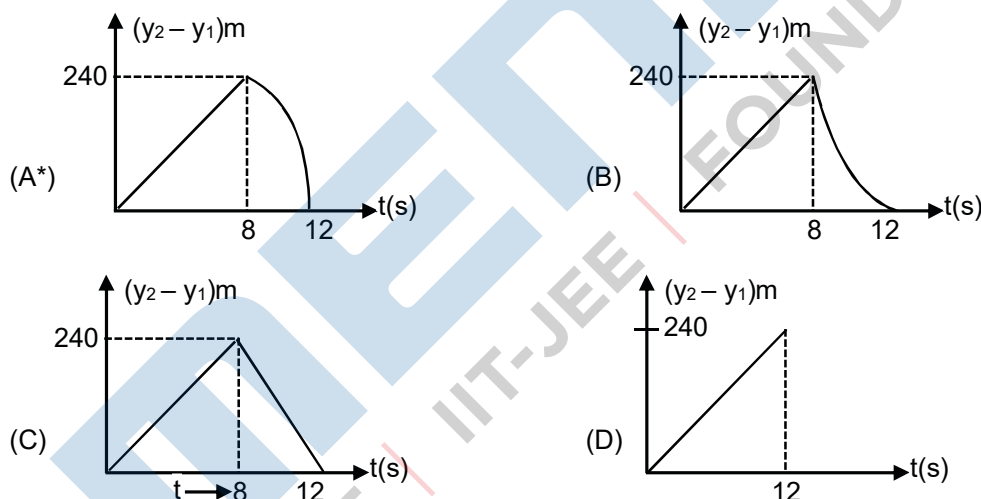 (y₂ – y₁)m
240
(A*)
8
12
t(s)
(y₂ – y₁)m
240
(B)
8
12
t(s)
(y₂ – y₁)m
240
(C)
t
8
12
t(s)
(y₂ – y₁)m
240
(D)
12
t(s)
| IIT-JEE | FOUND